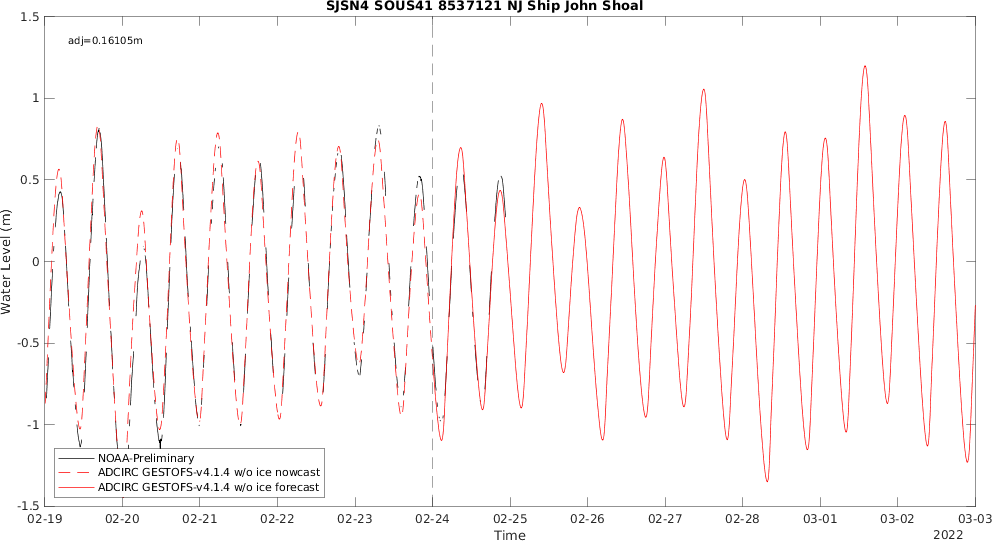 SJSN4 SOUS41 8537121 NJ Ship John Shoal
adj=0.16105m
1.5
1
0.5
0
-0.5
-1
-1.5
Water Level (m)
NOAA-Preliminary
ADCIRC GESTOFS-v4.1.4 w/o ice nowcast
ADCIRC GESTOFS-v4.1.4 w/o ice forecast
02-19 02-20 02-21 02-22 02-23 02-24 02-25 02-26 02-27 02-28 03-01 03-02 03-03
Time
2022